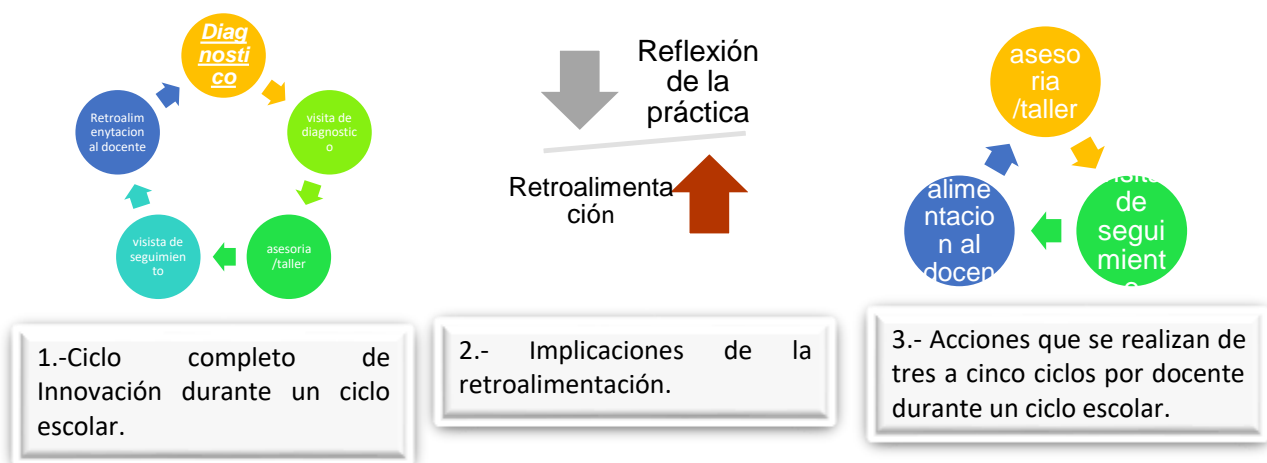 Diag
nosti
co
visita de
diagnostic
o
asesoria
/taller
visista de
seguimien
to
Retroalim
enytacion
al docente
1.-Ciclo completo de
Innovación durante un ciclo
escolar.
Reflexión
de la
práctica
Retroalimenta
ción
2.- Implicaciones de la
retroalimentación.
aseso
ria
/taller
de
segui
mient
alime
ntacio
n al
docen
3.- Acciones que se realizan de
tres a cinco ciclos por docente
durante un ciclo escolar.